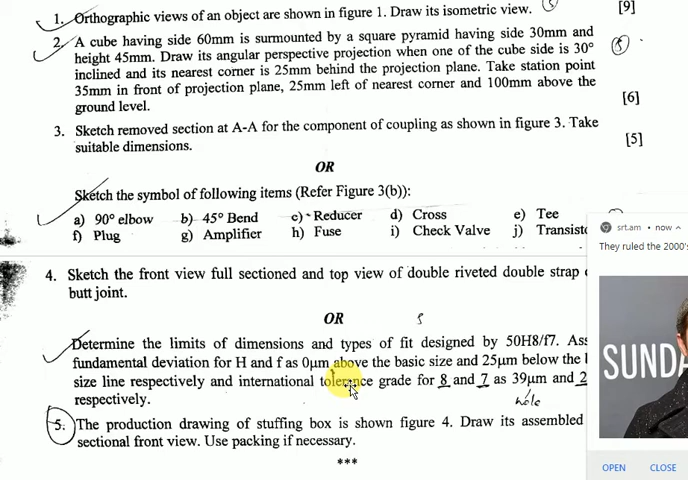 1. Orthographic views of an object are shown in figure 1. Draw its isometric view. [9]
2. A cube having side 60mm is surmounted by a square pyramid having side 30mm and
height 45mm. Draw its angular perspective projection when one of the cube side is 30°
inclined and its nearest corner is 25mm behind the projection plane. Take station point
35mm in front of projection plane, 25mm left of nearest corner and 100mm above the
ground level. [6]
3. Sketch removed section at A-A for the component of coupling as shown in figure 3. Take
suitable dimensions. [5]
OR
Sketch the symbol of following items (Refer Figure 3(b)):
a) 90° elbow b) 45° Bend c) Reducer d) Cross e) Tee
f) Plug g) Amplifier h) Fuse i) Check Valve j)
srt.am • now
They ruled the 2000's
4. Sketch the front view full sectioned and top view of double riveted double strap
butt joint.
OR
Determine the limits of dimensions and types of fit designed by 50H8/f7.
fundamental deviation for H and f as 0μm above the basic size and 25μm below the
size line respectively and international tolerance grade for 8 and 7 as 39μm and
respectively.
hole
5. The production drawing of stuffing box is shown figure 4. Draw its assembled
sectional front view. Use packing if necessary.
***
OPEN CLOSE